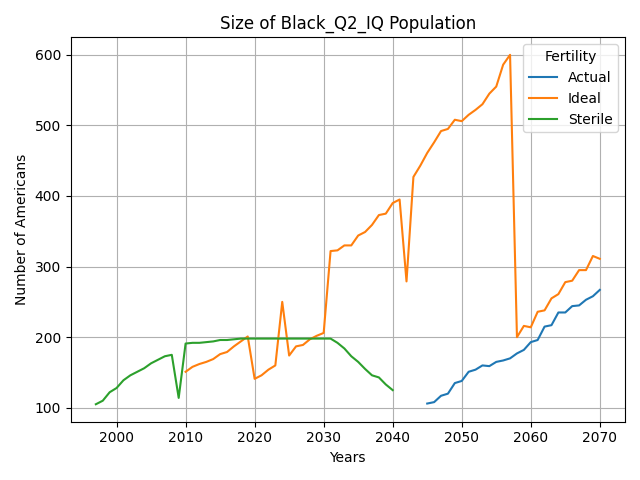 Size of Black_Q2_IQ Population
Number of Americans
600
500
400
300
200
100
Fertility
Actual
Ideal
Sterile
2000 2010 2020 2030 2040 2050 2060 2070
Years